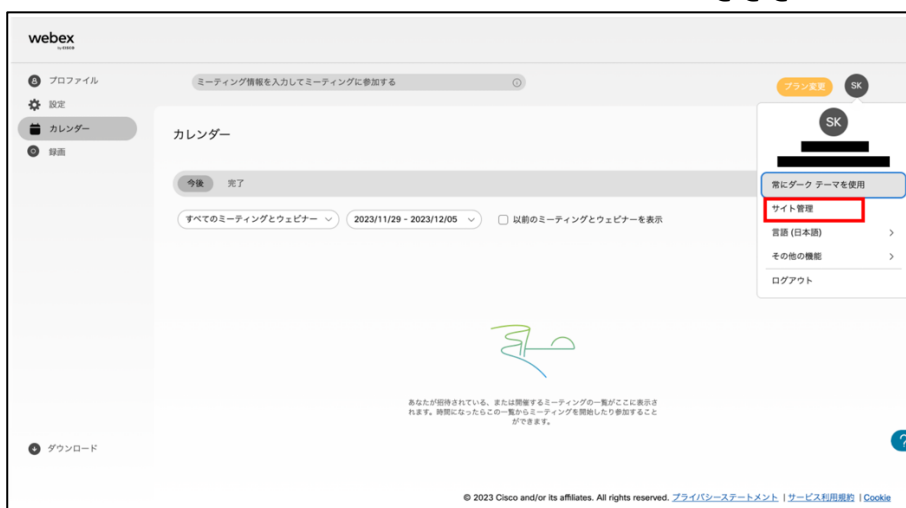 webex
by CISCO
プロファイル
設定
カレンダー
録画
ダウンロード
ミーティング情報を入力してミーティングに参加する
プラン変更
SK
カレンダー
今後
完了
すべてのミーティングとウェビナー
2023/11/29 - 2023/12/05
以前のミーティングとウェビナーを表示
あなたが招待されている、または開催するミーティングの一覧がここに表示さ
れます。時間になったらこの一覧からミーティングを開始したり参加すること
ができます。
SK
常にダーク テーマを使用
サイト管理
言語 (日本語)
その他の機能
ログアウト
?
© 2023 Cisco and/or its affiliates. All rights reserved. プライバシーステートメント | サービス利用規約 | Cookie